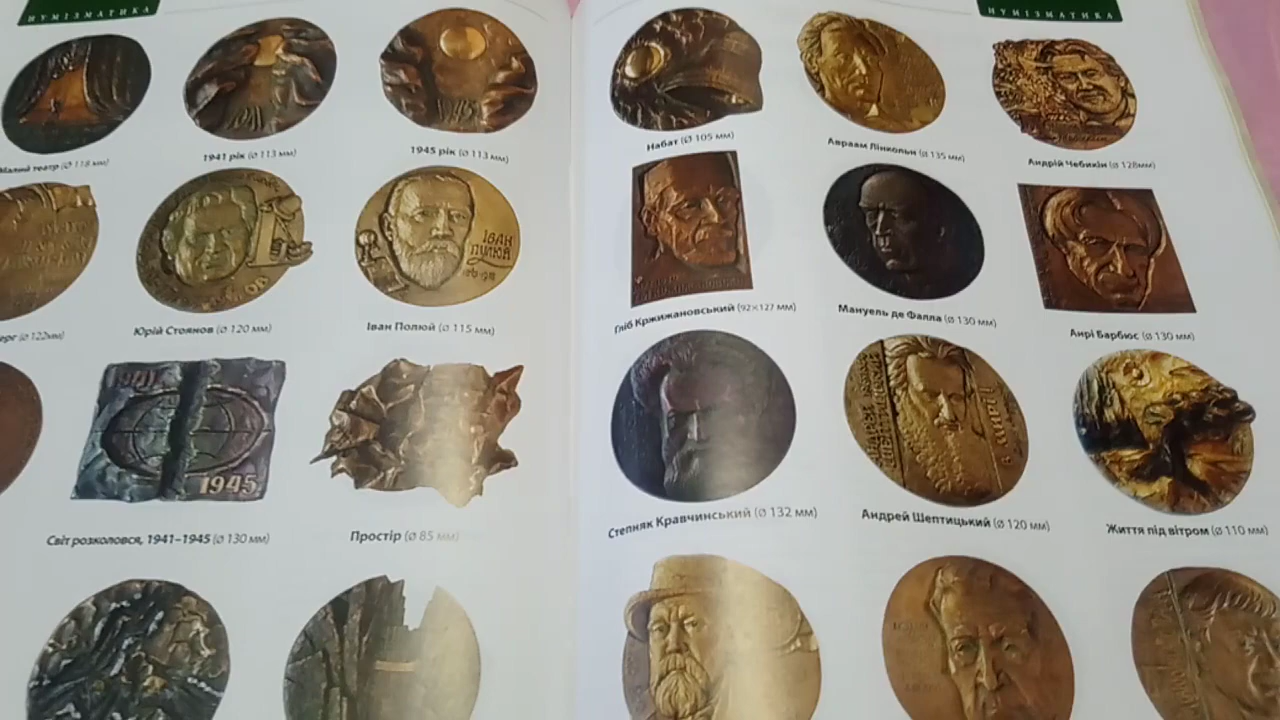 НУМІЗМАТИКА
Малий театр (Ø 118 мм)
1941 рік (Ø 113 мм)
1945 рік (Ø 113 мм)
(Ø 122мм)
Юрій Стоянов (Ø 120 мм)
ІВАН
ПУЛЮЙ
Іван Полюй (Ø 115 мм)
1941
1945
Світ розколовся, 1941–1945 (Ø 130 мм)
Простір (Ø 85 мм)
НУМІЗМАТИКА
Набат (Ø 105 мм)
Авраам Лінкольн (Ø 135 мм)
Андрій Чебикін (Ø 128мм)
Гліб Кржижановський (92×127 мм)
Мануель де Фалла (Ø 130 мм)
Анрі Барбюс (Ø 130 мм)
Степняк Кравчинський (Ø 132 мм)
АНДРЕЙ
ШЕПТИЦЬКИЙ
Андрей Шептицький (Ø 120 мм)
Життя під вітром (Ø 110 мм)